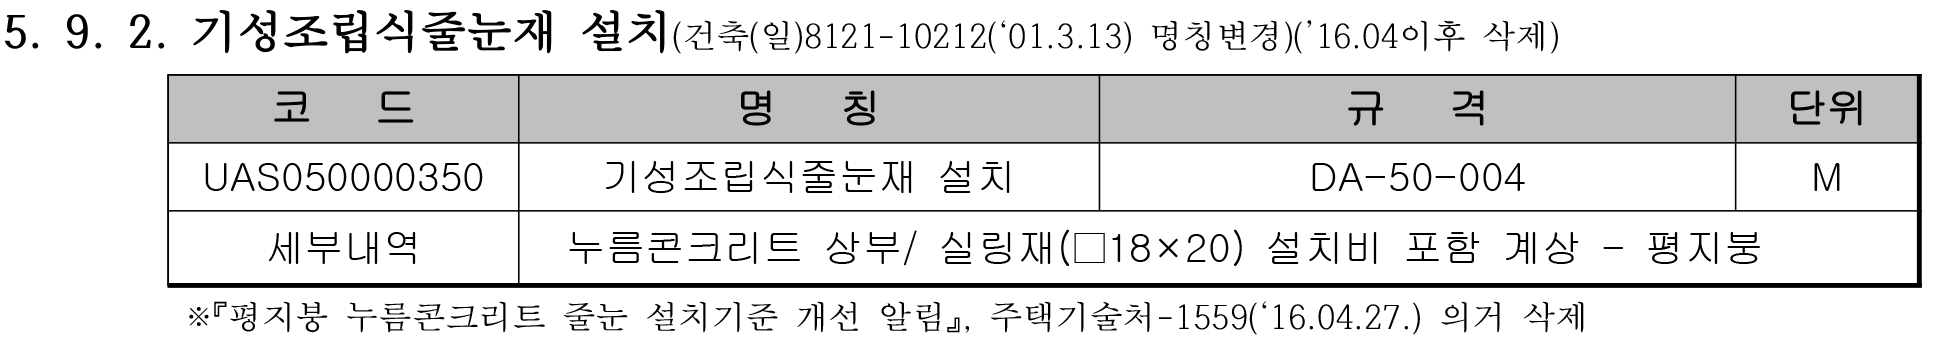 5. 9. 2. 기성조립식줄눈재 설치(건축(일)8121-10212(‘01.3.13) 명칭변경)(’16.04이후 삭제)
코 드 명 칭 규 격 단위
UAS050000350 기성조립식줄눈재 설치 DA-50-004 M
세부내역 누름콘크리트 상부/ 실링재(□18×20) 설치비 포함 계상 - 평지붕
※『평지붕 누름콘크리트 줄눈 설치기준 개선 알림』, 주택기술처-1559(‘16.04.27.) 의거 삭제